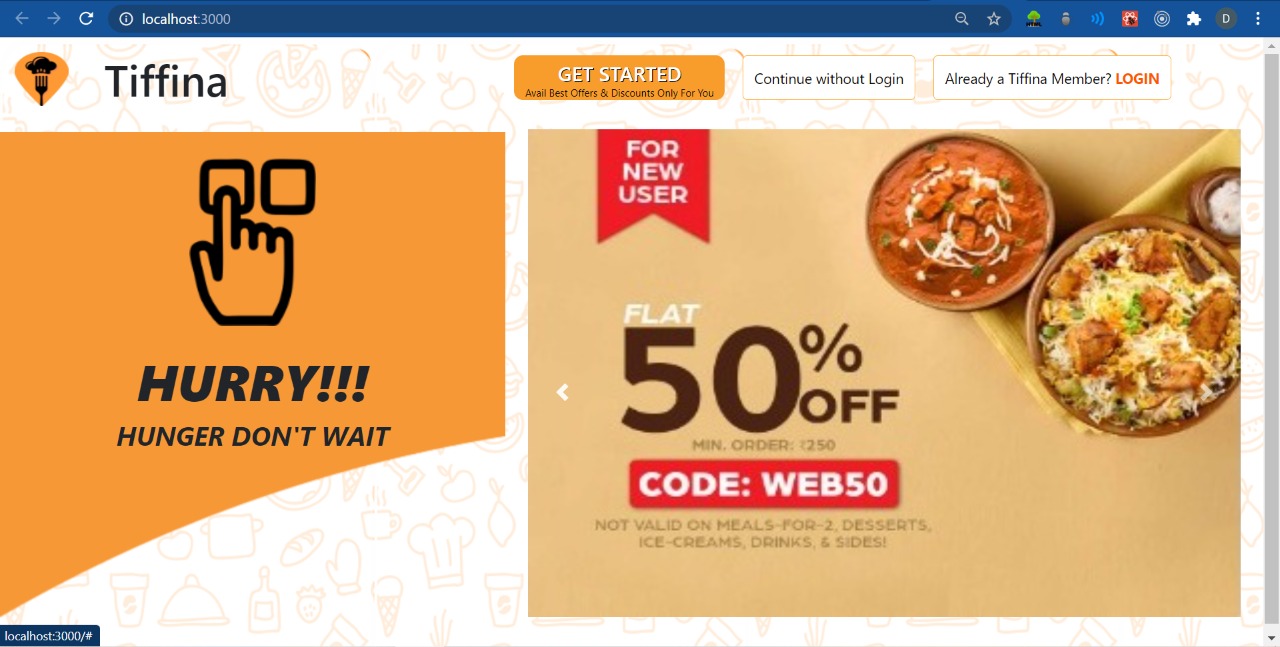 localhost:3000
D
Tiffina
GET STARTED
Avail Best Offers & Discounts Only For You
Continue without Login
Already a Tiffina Member? LOGIN
HURRY!!!
HUNGER DON'T WAIT
FOR
NEW
USER
FLAT
50%
OFF
MIN. ORDER: ₹250
CODE: WEB50
NOT VALID ON MEALS-FOR-2, DESSERTS,
ICE-CREAMS, DRINKS, & SIDES!
localhost:3000/#